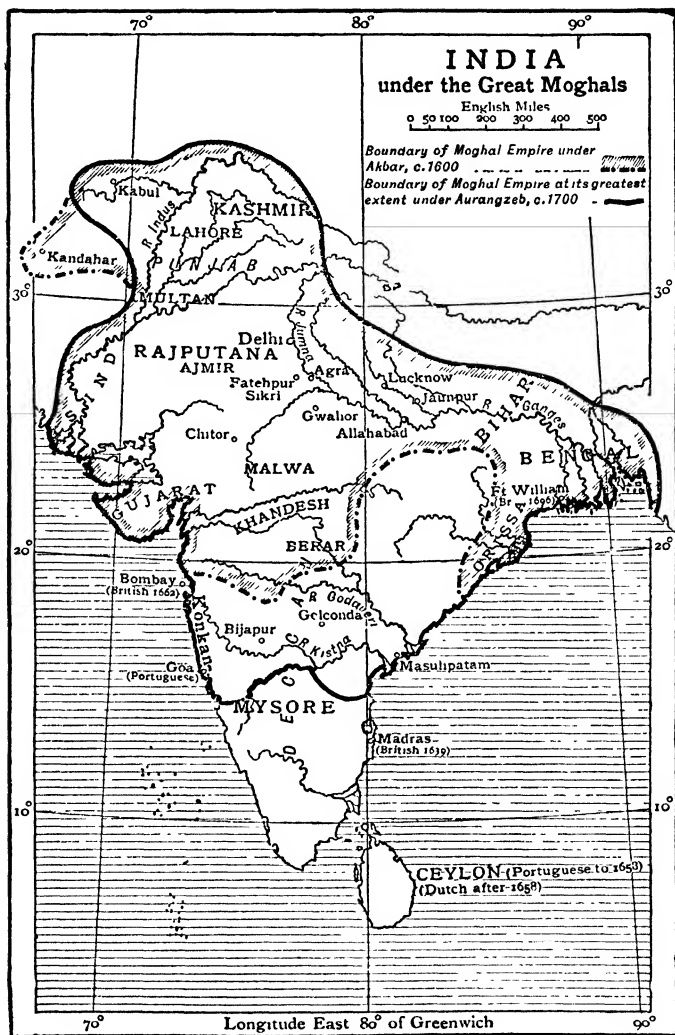 70°
80°
90°
INDIA
under the Great Moghals
English Miles
0 50 100 200 300 400 500
Boundary of Moghal Empire under
Akbar, c.1600
Boundary of Moghal Empire at its greatest
extent under Aurangzeb, c.1700
Kabul
KASHMIR
R Indus
LAHORE
Kandahar
PUNJAB
30°
MULTAN
30°
Delhi
R Jumna
RAJPUTANA
SIND
AJMIR
Agra
Lucknow
Fatehpur
Sikri
Jaunpur
Gwalior
R Ganges
BIHAR
Chitor
Allahabad
BENGAL
MALWA
GUJARAT
Ft William
(Br 1696)
KHANDESH
ORISSA
BERAR
20°
20°
Bombay
(British 1662)
R Godaveri
Konkan
Golconda
Bijapur
R Kistna
Goa
(Portuguese)
Masulipatam
MYSORE
DECCAN
Madras
(British 1639)
10°
10°
CEYLON (Portuguese to 1658)
(Dutch after 1658)
70°
Longitude East 80° of Greenwich
90°